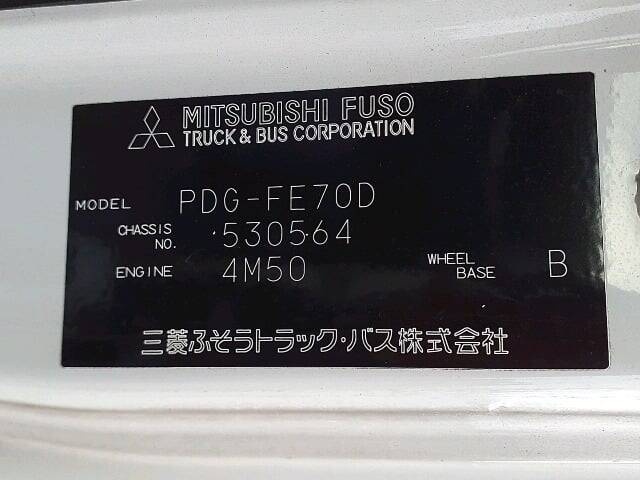 MITSUBISHI FUSO
TRUCK & BUS CORPORATION
MODEL PDG-FE70D
CHASSIS NO. 530564
ENGINE 4M50 WHEEL BASE B
三菱ふそうトラック・バス株式会社